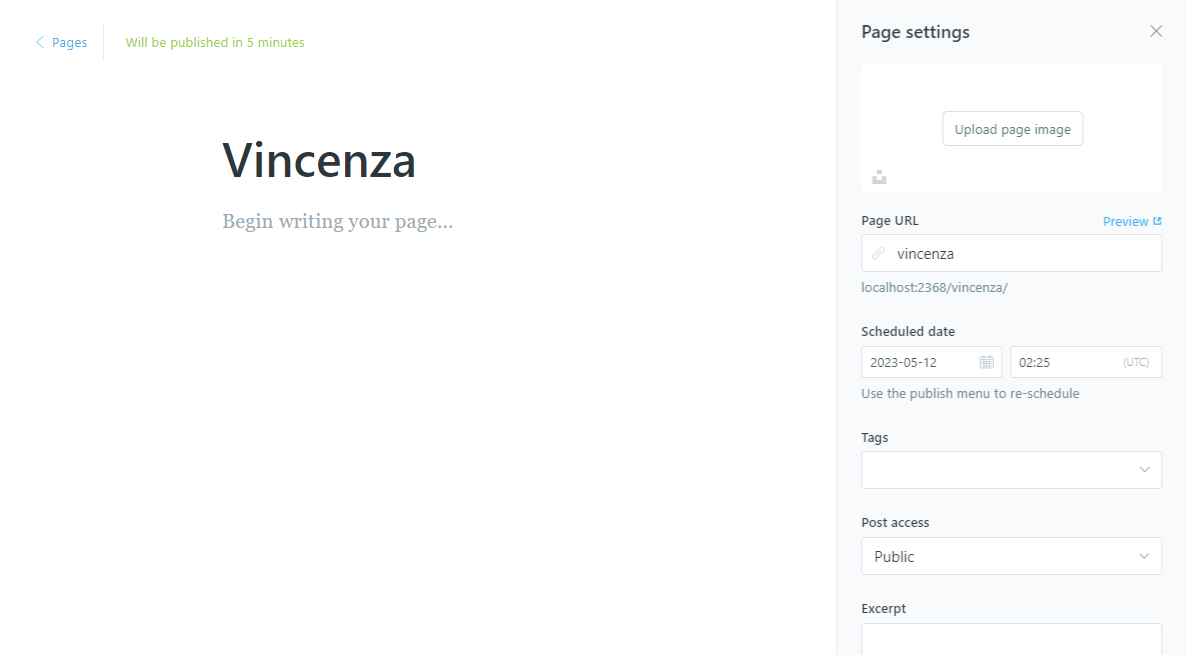 Pages
Will be published in 5 minutes
Vincenza
Begin writing your page...
Page settings
Upload page image
Page URL
Preview
vincenza
localhost:2368/vincenza/
Scheduled date
2023-05-12
02:25
(UTC)
Use the publish menu to re-schedule
Tags
Post access
Public
Excerpt